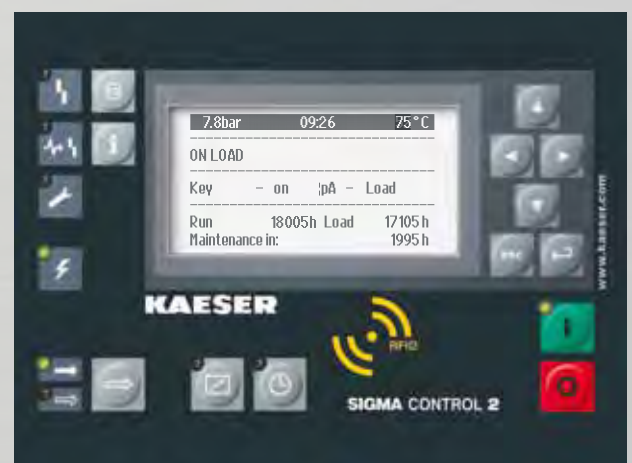 7.8bar 09:26 75°C
ON LOAD
Key - on ¦pA - Load
Run 18005h Load 17105h
Maintenance in: 1995h
esc
www.kaeser.com
KAESER
RFID
I
SIGMA CONTROL 2
O